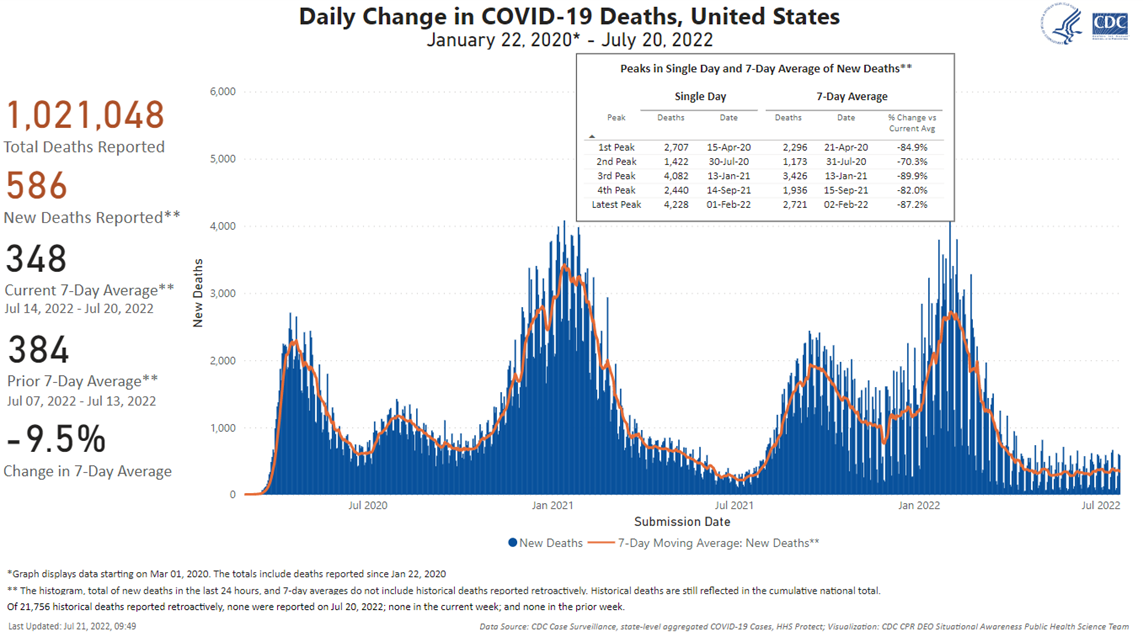 Daily Change in COVID-19 Deaths, United States
January 22, 2020* - July 20, 2022
CDC
1,021,048
Total Deaths Reported
586
New Deaths Reported**
348
Current 7-Day Average**
Jul 14, 2022 - Jul 20, 2022
384
Prior 7-Day Average**
Jul 07, 2022 - Jul 13, 2022
-9.5%
Change in 7-Day Average
Peaks in Single Day and 7-Day Average of New Deaths**
Single Day 7-Day Average
Peak Deaths Date Deaths Date % Change vs
Current Avg
1st Peak 2,707 15-Apr-20 2,296 21-Apr-20 -84.9%
2nd Peak 1,422 30-Jul-20 1,173 31-Jul-20 -70.3%
3rd Peak 4,082 13-Jan-21 3,426 13-Jan-21 -89.9%
4th Peak 2,440 14-Sep-21 1,936 15-Sep-21 -82.0%
Latest Peak 4,228 01-Feb-22 2,721 02-Feb-22 -87.2%
New Deaths
6,000
5,000
4,000
3,000
2,000
1,000
0
Jul 2020 Jan 2021 Jul 2021 Jan 2022 Jul 2022
Submission Date
New Deaths 7-Day Moving Average: New Deaths**
*Graph displays data starting on Mar 01, 2020. The totals include deaths reported since Jan 22, 2020
** The histogram, total of new deaths in the last 24 hours, and 7-day averages do not include historical deaths reported retroactively. Historical deaths are still reflected in the cumulative national total.
Of 21,756 historical deaths reported retroactively, none were reported on Jul 20, 2022; none in the current week; and none in the prior week.
Last Updated: Jul 21, 2022, 09:49
Data Source: CDC Case Surveillance, state-level aggregated COVID-19 Cases, HHS Protect; Visualization: CDC CPR DEO Situational Awareness Public Health Science Team